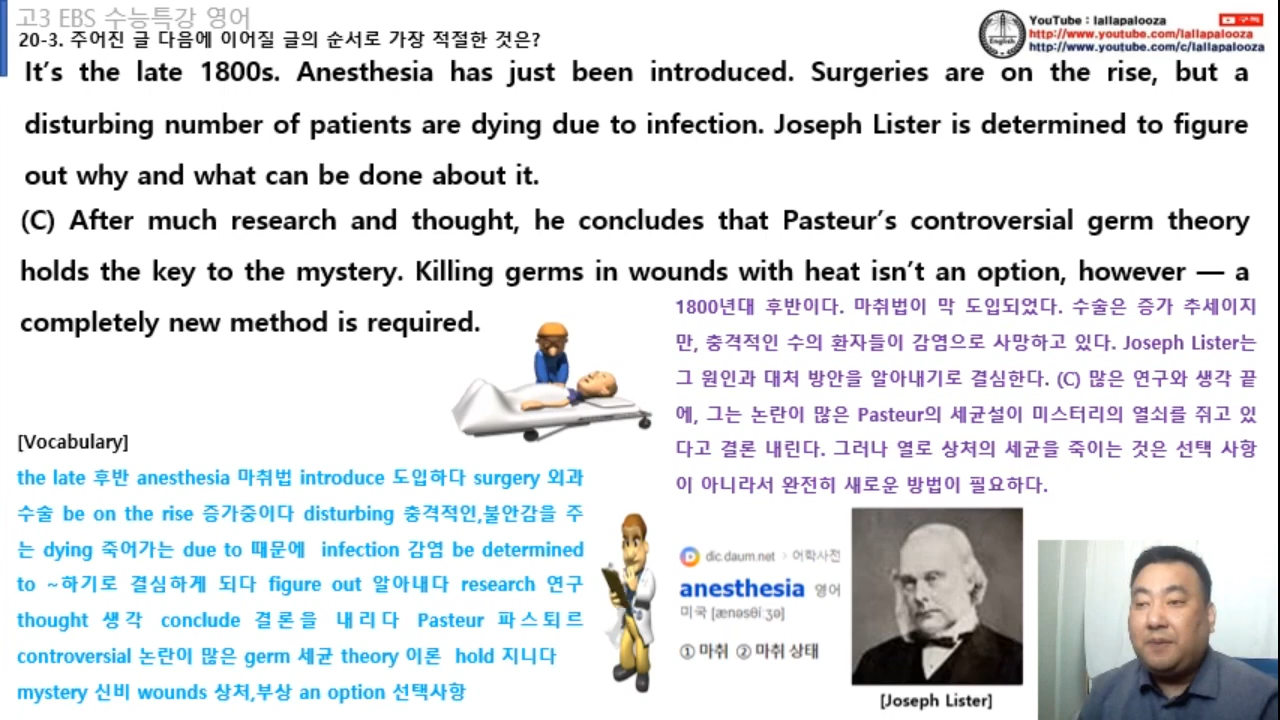 고3 EBS 수능특강 영어
20-3. 주어진 글 다음에 이어질 글의 순서로 가장 적절한 것은?
YouTube : lallapalooza
구독
http://www.youtube.com/lallapalooza
http://www.youtube.com/c/lallapalooza
English
It’s the late 1800s. Anesthesia has just been introduced. Surgeries are on the rise, but a
disturbing number of patients are dying due to infection. Joseph Lister is determined to figure
out why and what can be done about it.
(C) After much research and thought, he concludes that Pasteur’s controversial germ theory
holds the key to the mystery. Killing germs in wounds with heat isn’t an option, however — a
completely new method is required.
1800년대 후반이다. 마취법이 막 도입되었다. 수술은 증가 추세이지
만, 충격적인 수의 환자들이 감염으로 사망하고 있다. Joseph Lister는
그 원인과 대처 방안을 알아내기로 결심한다. (C) 많은 연구와 생각 끝
에, 그는 논란이 많은 Pasteur의 세균설이 미스터리의 열쇠를 쥐고 있
다고 결론 내린다. 그러나 열로 상처의 세균을 죽이는 것은 선택 사항
이 아니라서 완전히 새로운 방법이 필요하다.
[Vocabulary]
the late 후반 anesthesia 마취법 introduce 도입하다 surgery 외과
수술 be on the rise 증가중이다 disturbing 충격적인,불안감을 주
는 dying 죽어가는 due to 때문에 infection 감염 be determined
to ~하기로 결심하게 되다 figure out 알아내다 research 연구
thought 생각 conclude 결론을 내리다 Pasteur 파스퇴르
controversial 논란이 많은 germ 세균 theory 이론 hold 지니다
mystery 신비 wounds 상처,부상 an option 선택사항
dic.daum.net › 어학사전
anesthesia 영어
미국 [ænəsθíːʒə]
① 마취 ② 마취 상태
[Joseph Lister]